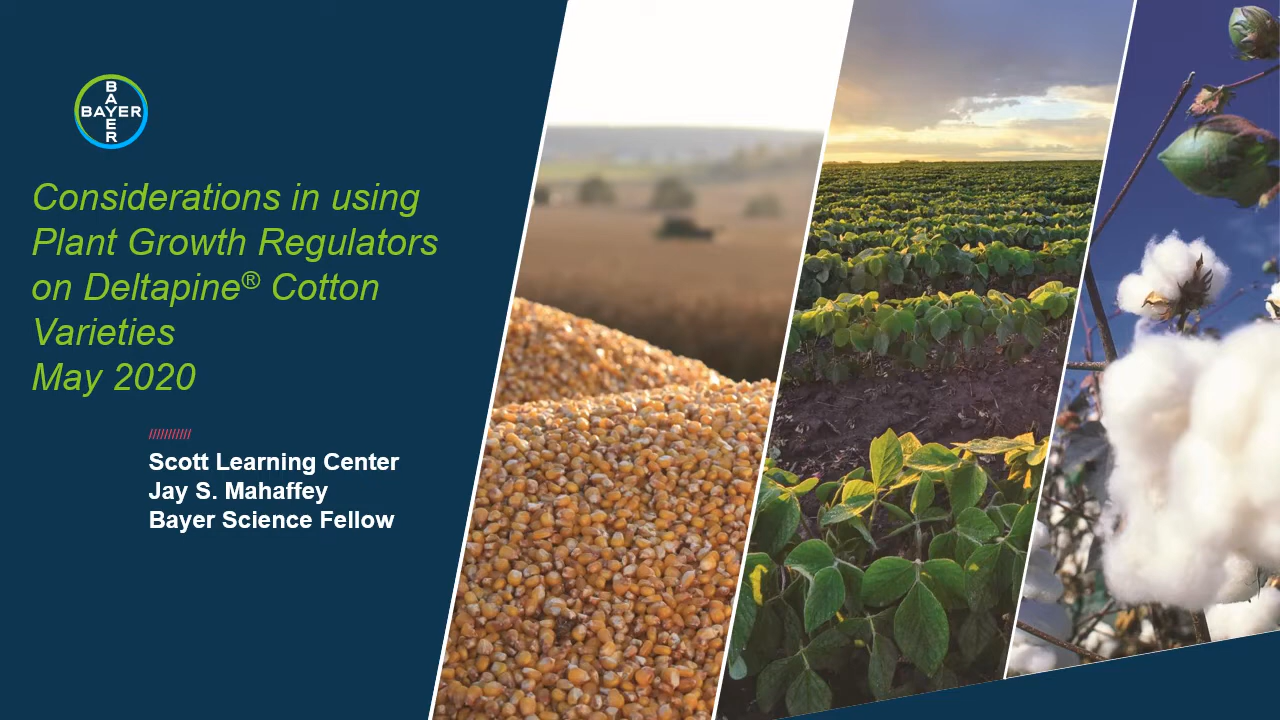 BAYER
BAYER
Considerations in using
Plant Growth Regulators
on Deltapine® Cotton
Varieties
May 2020
///////////
Scott Learning Center
Jay S. Mahaffey
Bayer Science Fellow